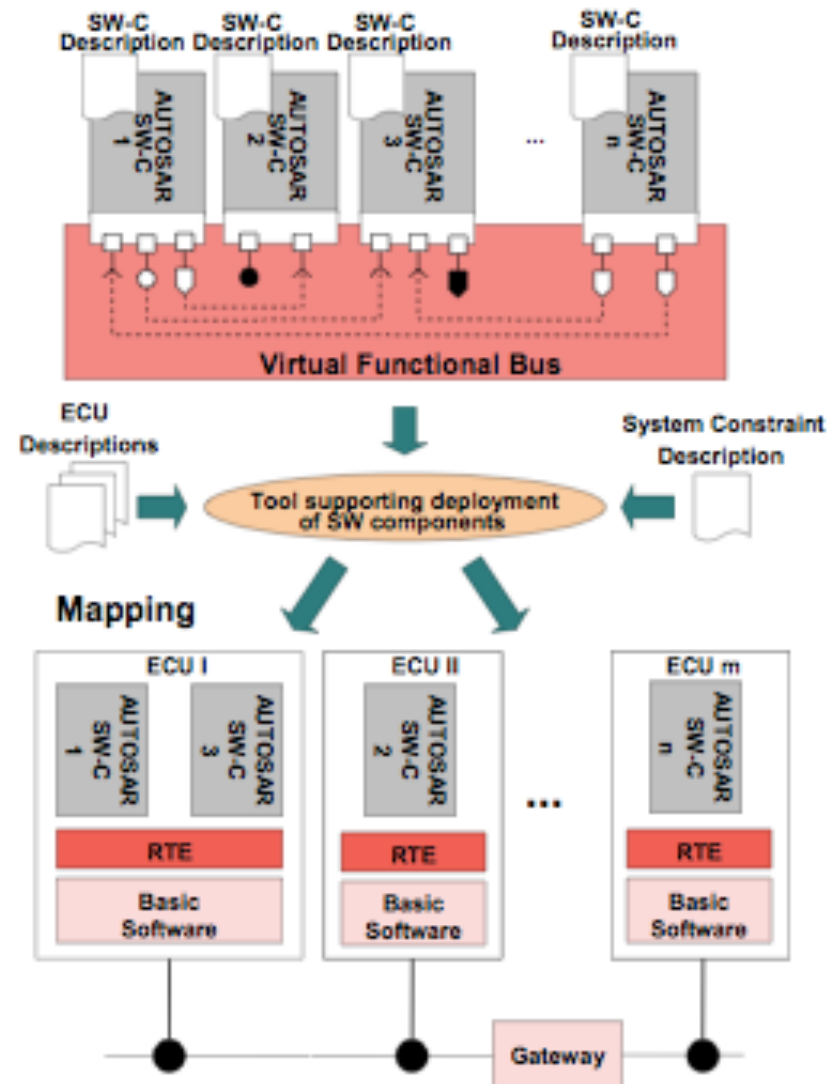 SW-C
Description
SW-C
Description
SW-C
Description
SW-C
Description
AUTOSAR
SW-C
1
AUTOSAR
SW-C
2
AUTOSAR
SW-C
3
...
AUTOSAR
SW-C
n
Virtual Functional Bus
ECU
Descriptions
System Constraint
Description
Tool supporting deployment
of SW components
Mapping
ECU I
ECU II
ECU m
AUTOSAR
SW-C
1
AUTOSAR
SW-C
3
AUTOSAR
SW-C
2
...
AUTOSAR
SW-C
n
RTE
RTE
RTE
Basic
Software
Basic
Software
Basic
Software
Gateway